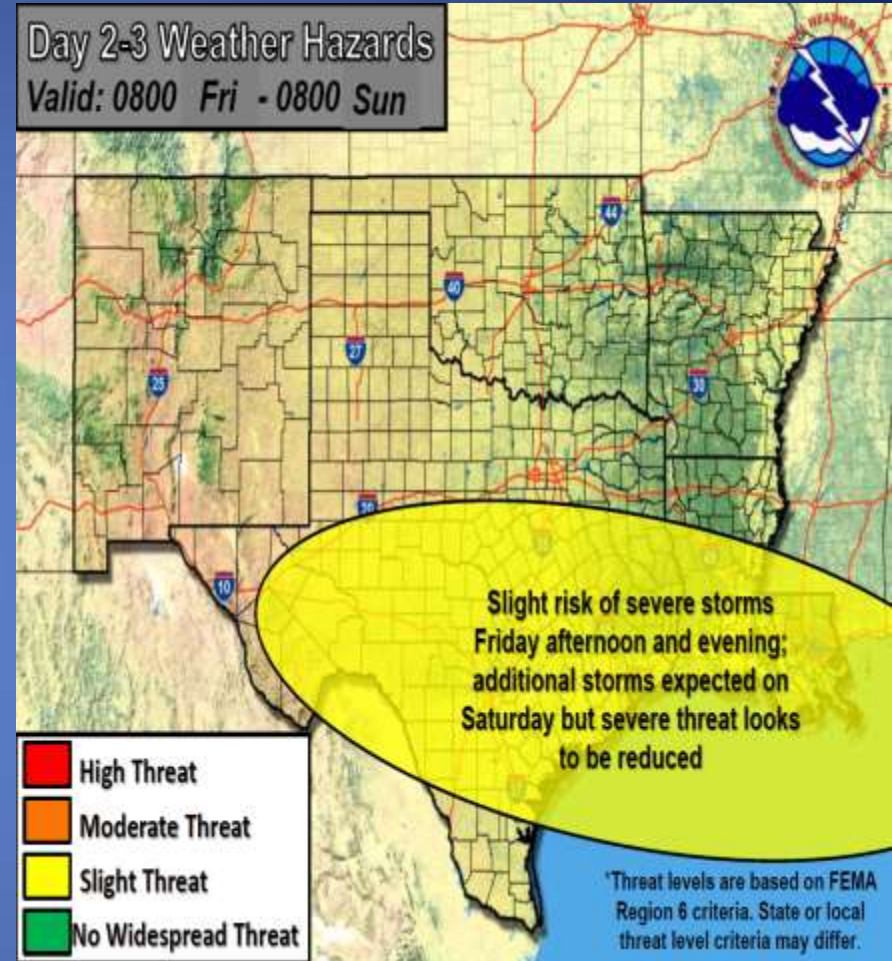 Day 2-3 Weather Hazards
Valid: 0800 Fri - 0800 Sun
NATIONAL WEATHER SERVICE
44
40
27
25
30
20
10
Slight risk of severe storms
Friday afternoon and evening;
additional storms expected on
Saturday but severe threat looks
to be reduced
High Threat
Moderate Threat
Slight Threat
No Widespread Threat
*Threat levels are based on FEMA
Region 6 criteria. State or local
threat level criteria may differ.